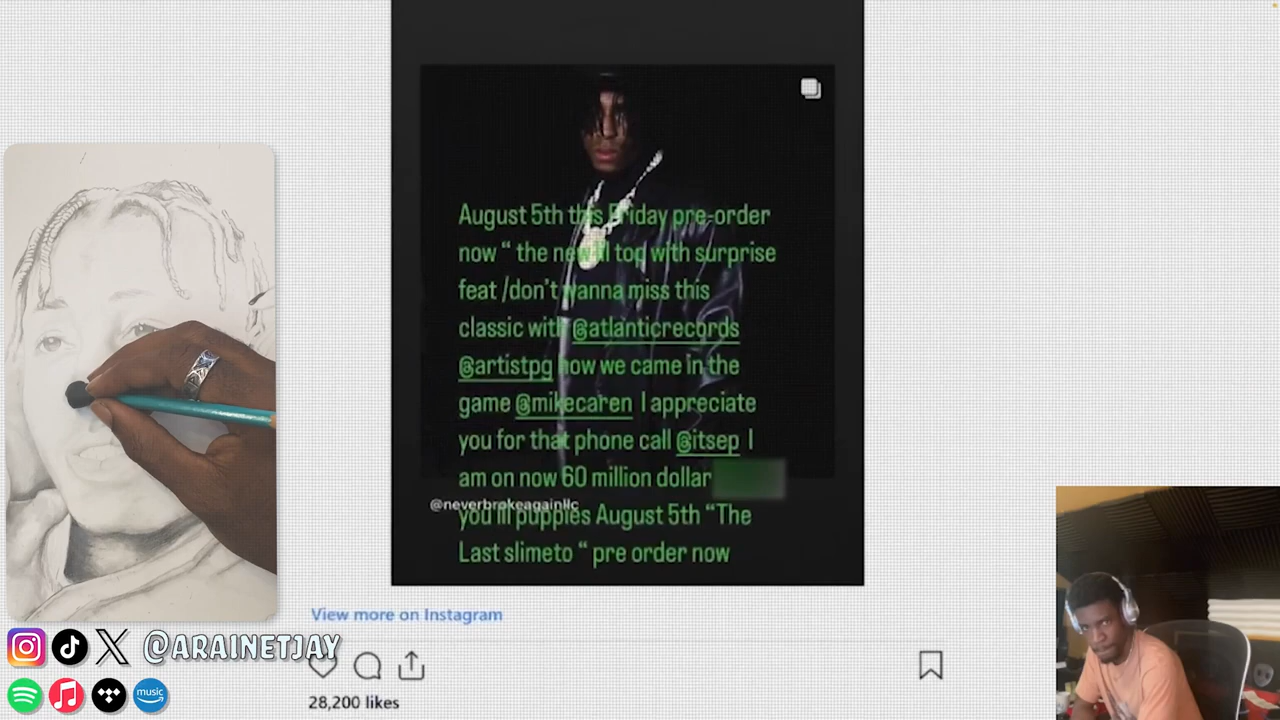 August 5th this Friday pre-order
now “ the new lil top with surprise
feat /don't wanna miss this
classic with @atlanticrecords
@artistpg how we came in the
game @mikecaren I appreciate
you for that phone call @itsep I
am on now 60 million dollar
@neverbrokeagainllc
you lil puppies August 5th “The
Last slimeto “ pre order now
View more on Instagram
@ARAINETJAY
music
28,200 likes